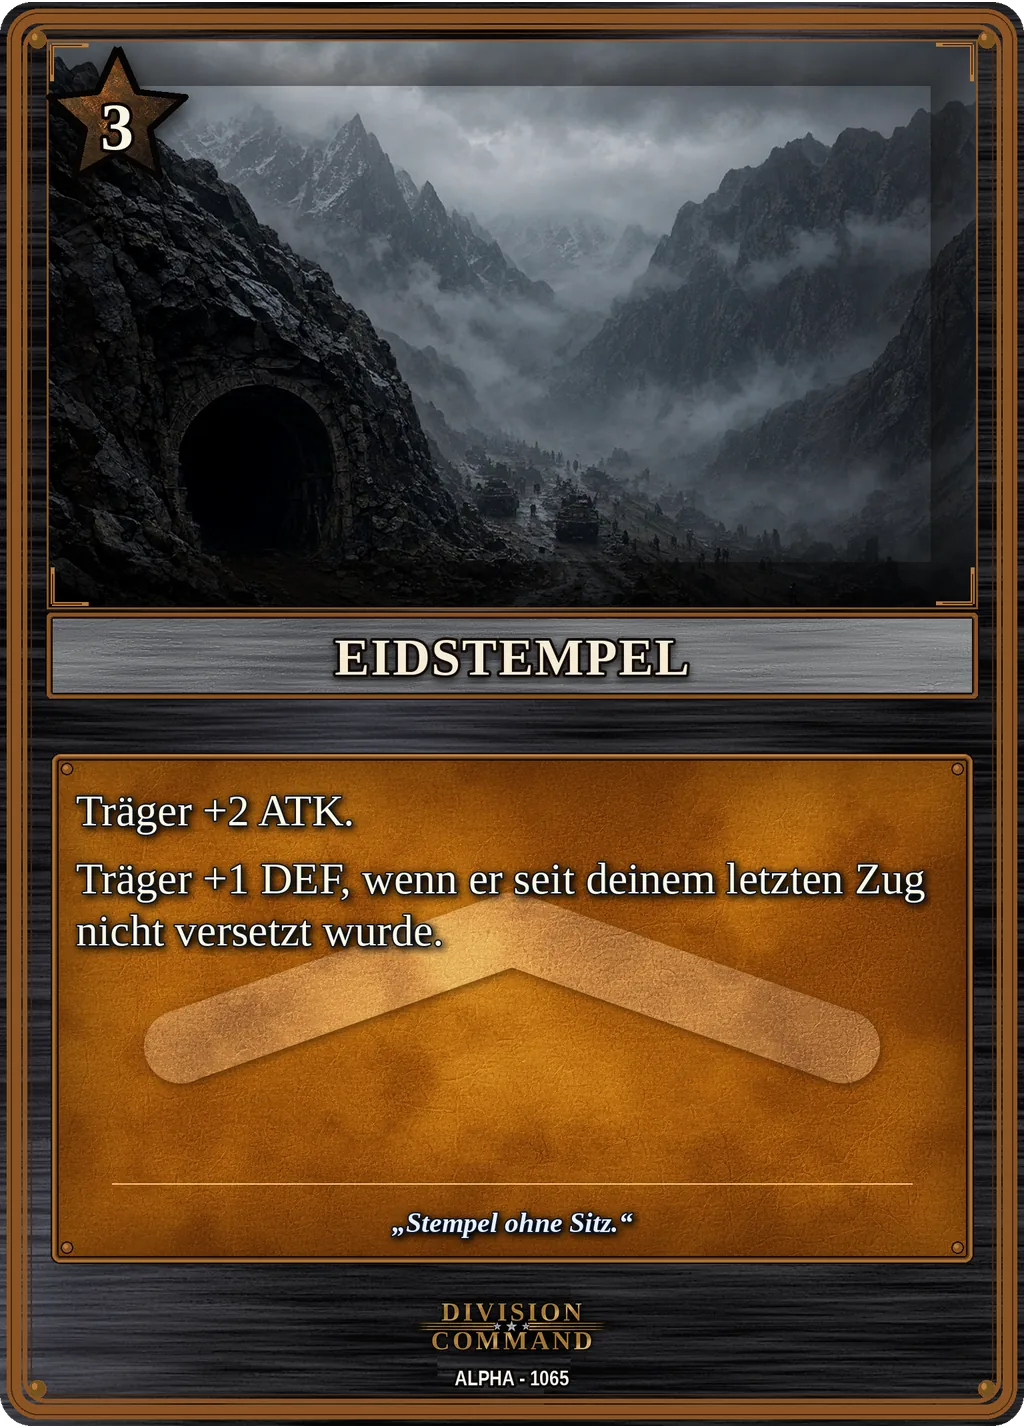 3
EIDSTEMPEL
Träger +2 ATK.
Träger +1 DEF, wenn er seit deinem letzten Zug
nicht versetzt wurde.
„Stempel ohne Sitz.“
DIVISION
COMMAND
ALPHA - 1065